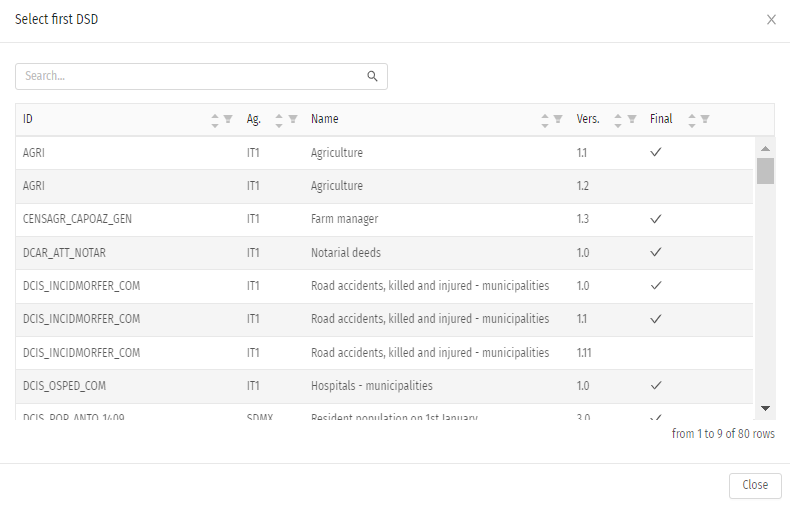 Select first DSD
Search...
ID Ag. Name Vers. Final
AGRI IT1 Agriculture 1.1
AGRI IT1 Agriculture 1.2
CENSAGR_CAPOAZ_GEN IT1 Farm manager 1.3
DCAR_ATT_NOTAR IT1 Notarial deeds 1.0
DCIS_INCIDMORFER_COM IT1 Road accidents, killed and injured - municipalities 1.0
DCIS_INCIDMORFER_COM IT1 Road accidents, killed and injured - municipalities 1.1
DCIS_INCIDMORFER_COM IT1 Road accidents, killed and injured - municipalities 1.11
DCIS_OSPED_COM IT1 Hospitals - municipalities 1.0
DCIS_POP_ANTO_1409 SDMX Resident population on 1st January 3.0
from 1 to 9 of 80 rows
Close